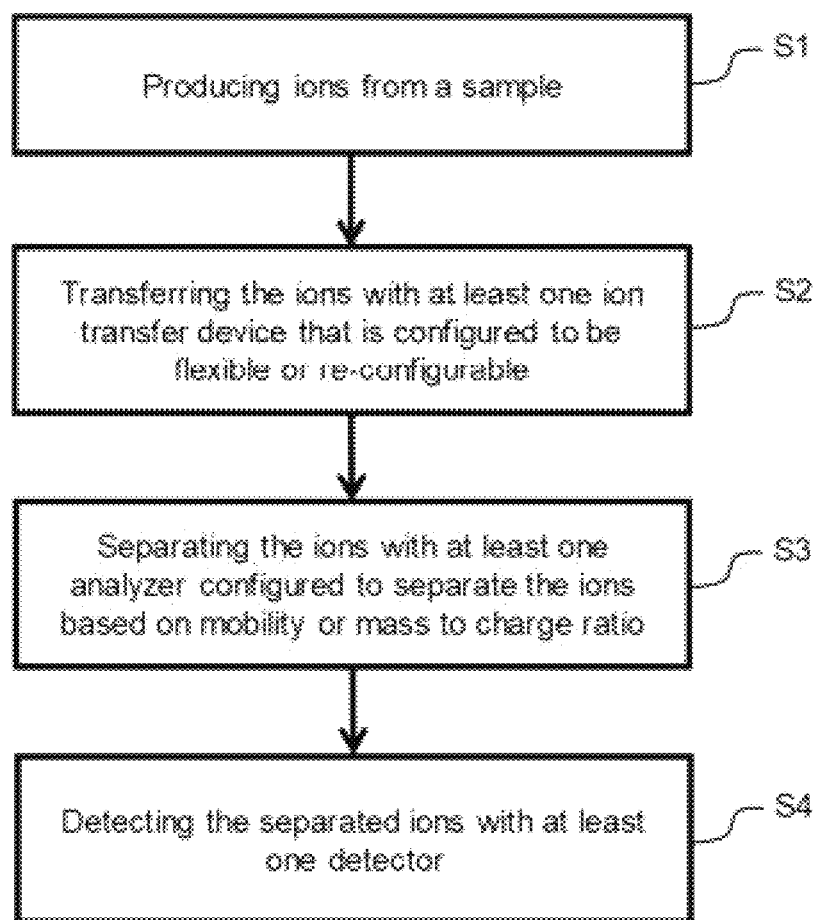 Producing ions from a sample
S1
Transferring the ions with at least one ion
transfer device that is configured to be
flexible or re-configurable
S2
Separating the ions with at least one
analyzer configured to separate the ions
based on mobility or mass to charge ratio
S3
Detecting the separated ions with at least
one detector
S4